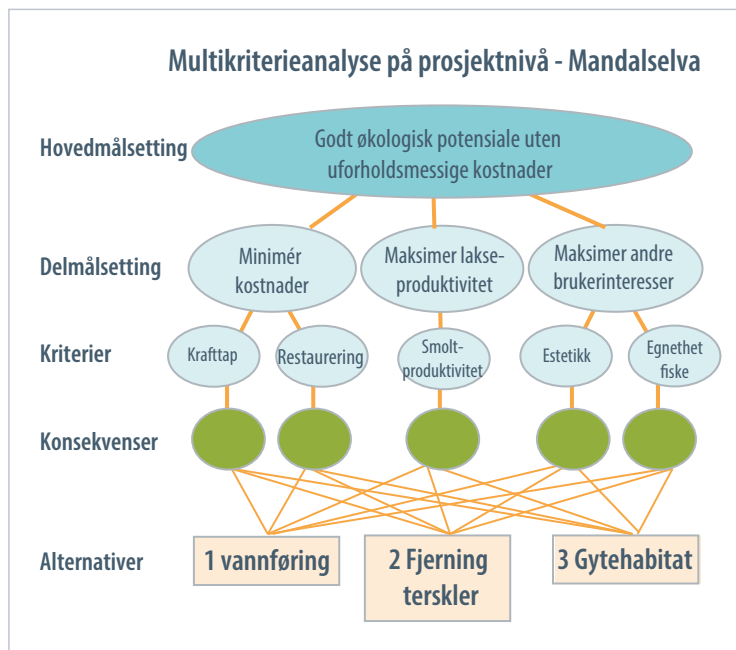 Multikriterieanalyse på prosjektnivå - Mandalselva
Hovedmålsetting
Godt økologisk potensiale uten
uforholdsmessige kostnader
Delmålsetting
Minimér
kostnader
Maksimer lakse-
produktivitet
Maksimer andre
brukerinteresser
Kriterier
Krafttap
Restaurering
Smolt-
produktivitet
Estetikk
Egnethet
fiske
Konsekvenser
Alternativer
1 vannføring
2 Fjerning
terskler
3 Gytehabitat